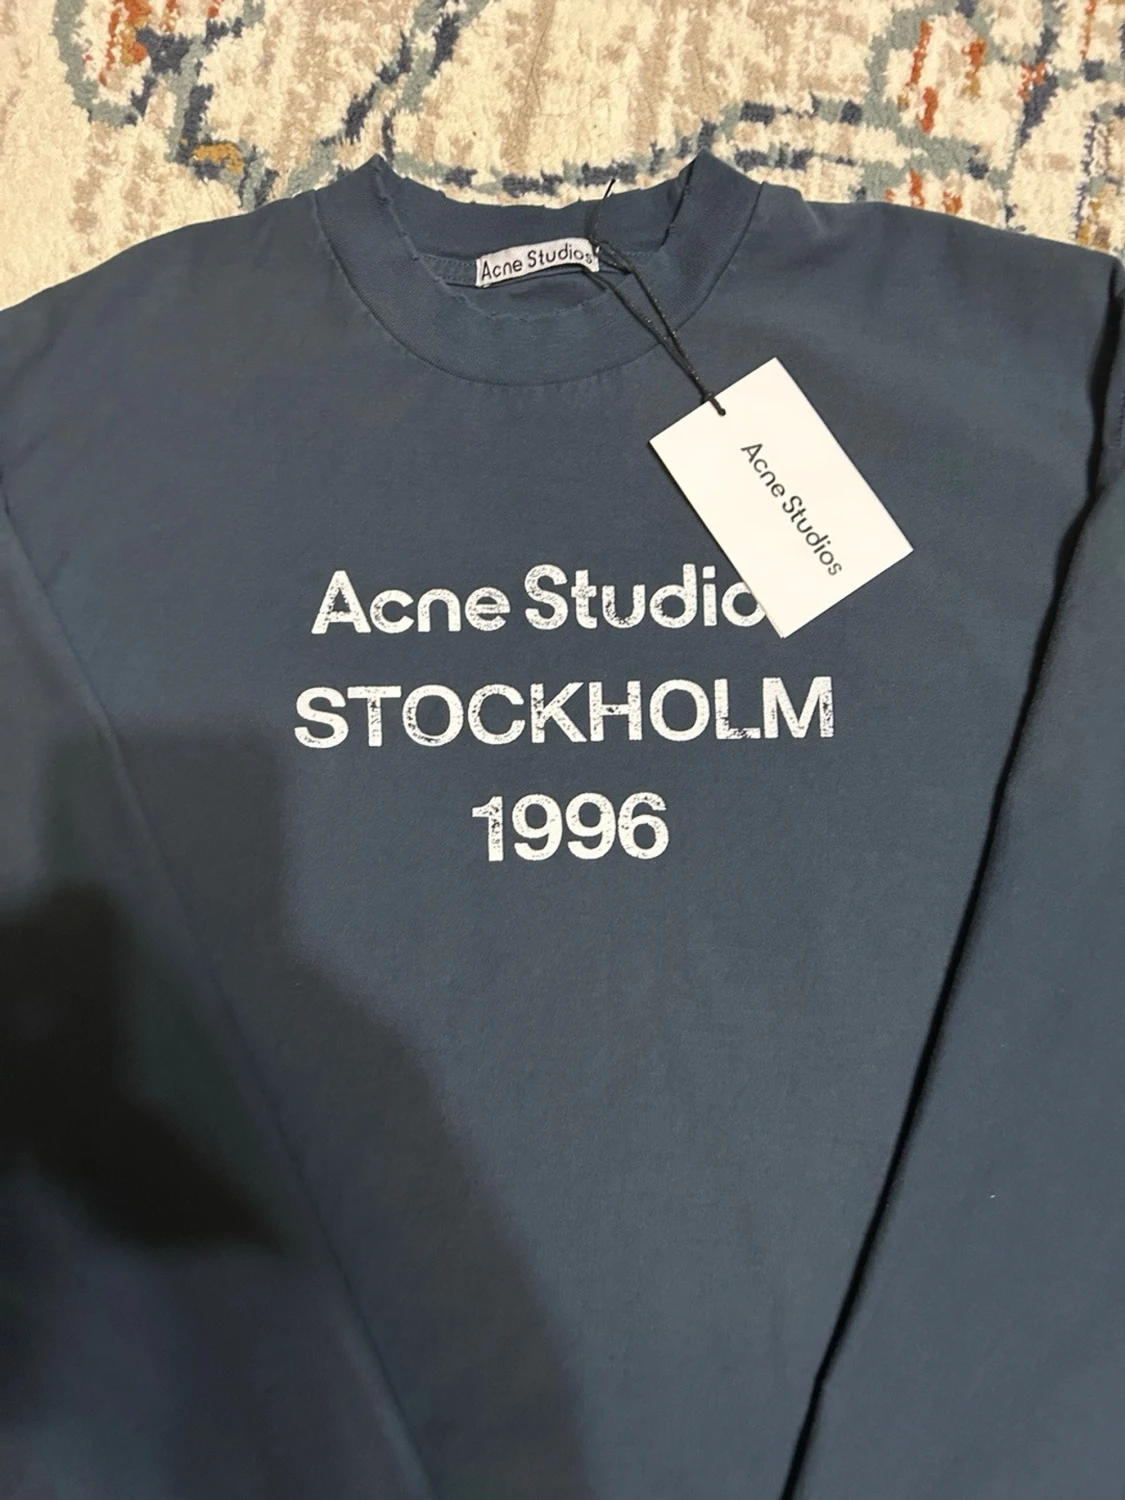 Acne Studios
Acne Studios
Acne Studio
STOCKHOLM
1996